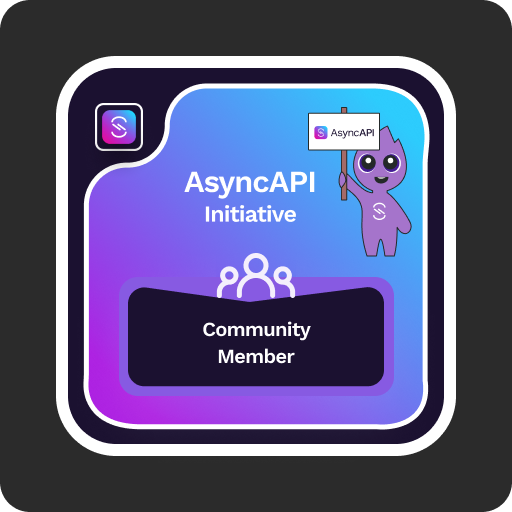 AsyncAPI
AsyncAPI
Initiative
Community
Member